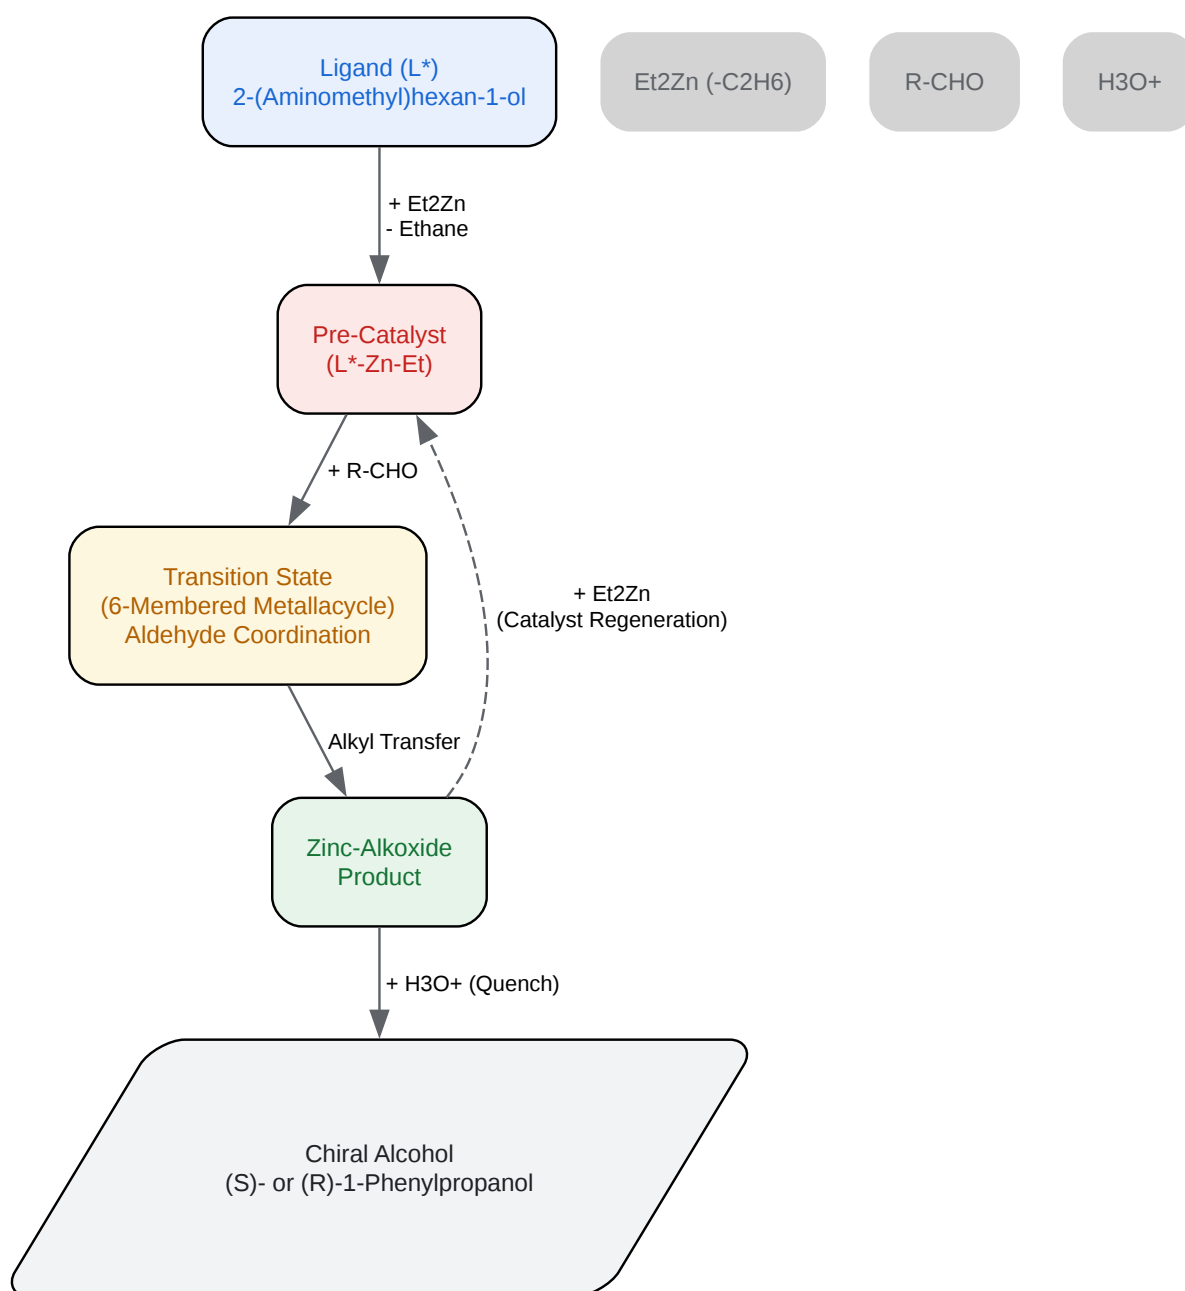 Ligand (L*)
2-(Aminomethyl)hexan-1-ol
Et2Zn (-C2H6)
R-CHO
H3O+
+ Et2Zn
- Ethane
Pre-Catalyst
(L*-Zn-Et)
+ R-CHO
Transition State
(6-Membered Metallacycle)
Aldehyde Coordination
+ Et2Zn
(Catalyst Regeneration)
Alkyl Transfer
Zinc-Alkoxide
Product
+ H3O+ (Quench)
Chiral Alcohol
(S)- or (R)-1-Phenylpropanol